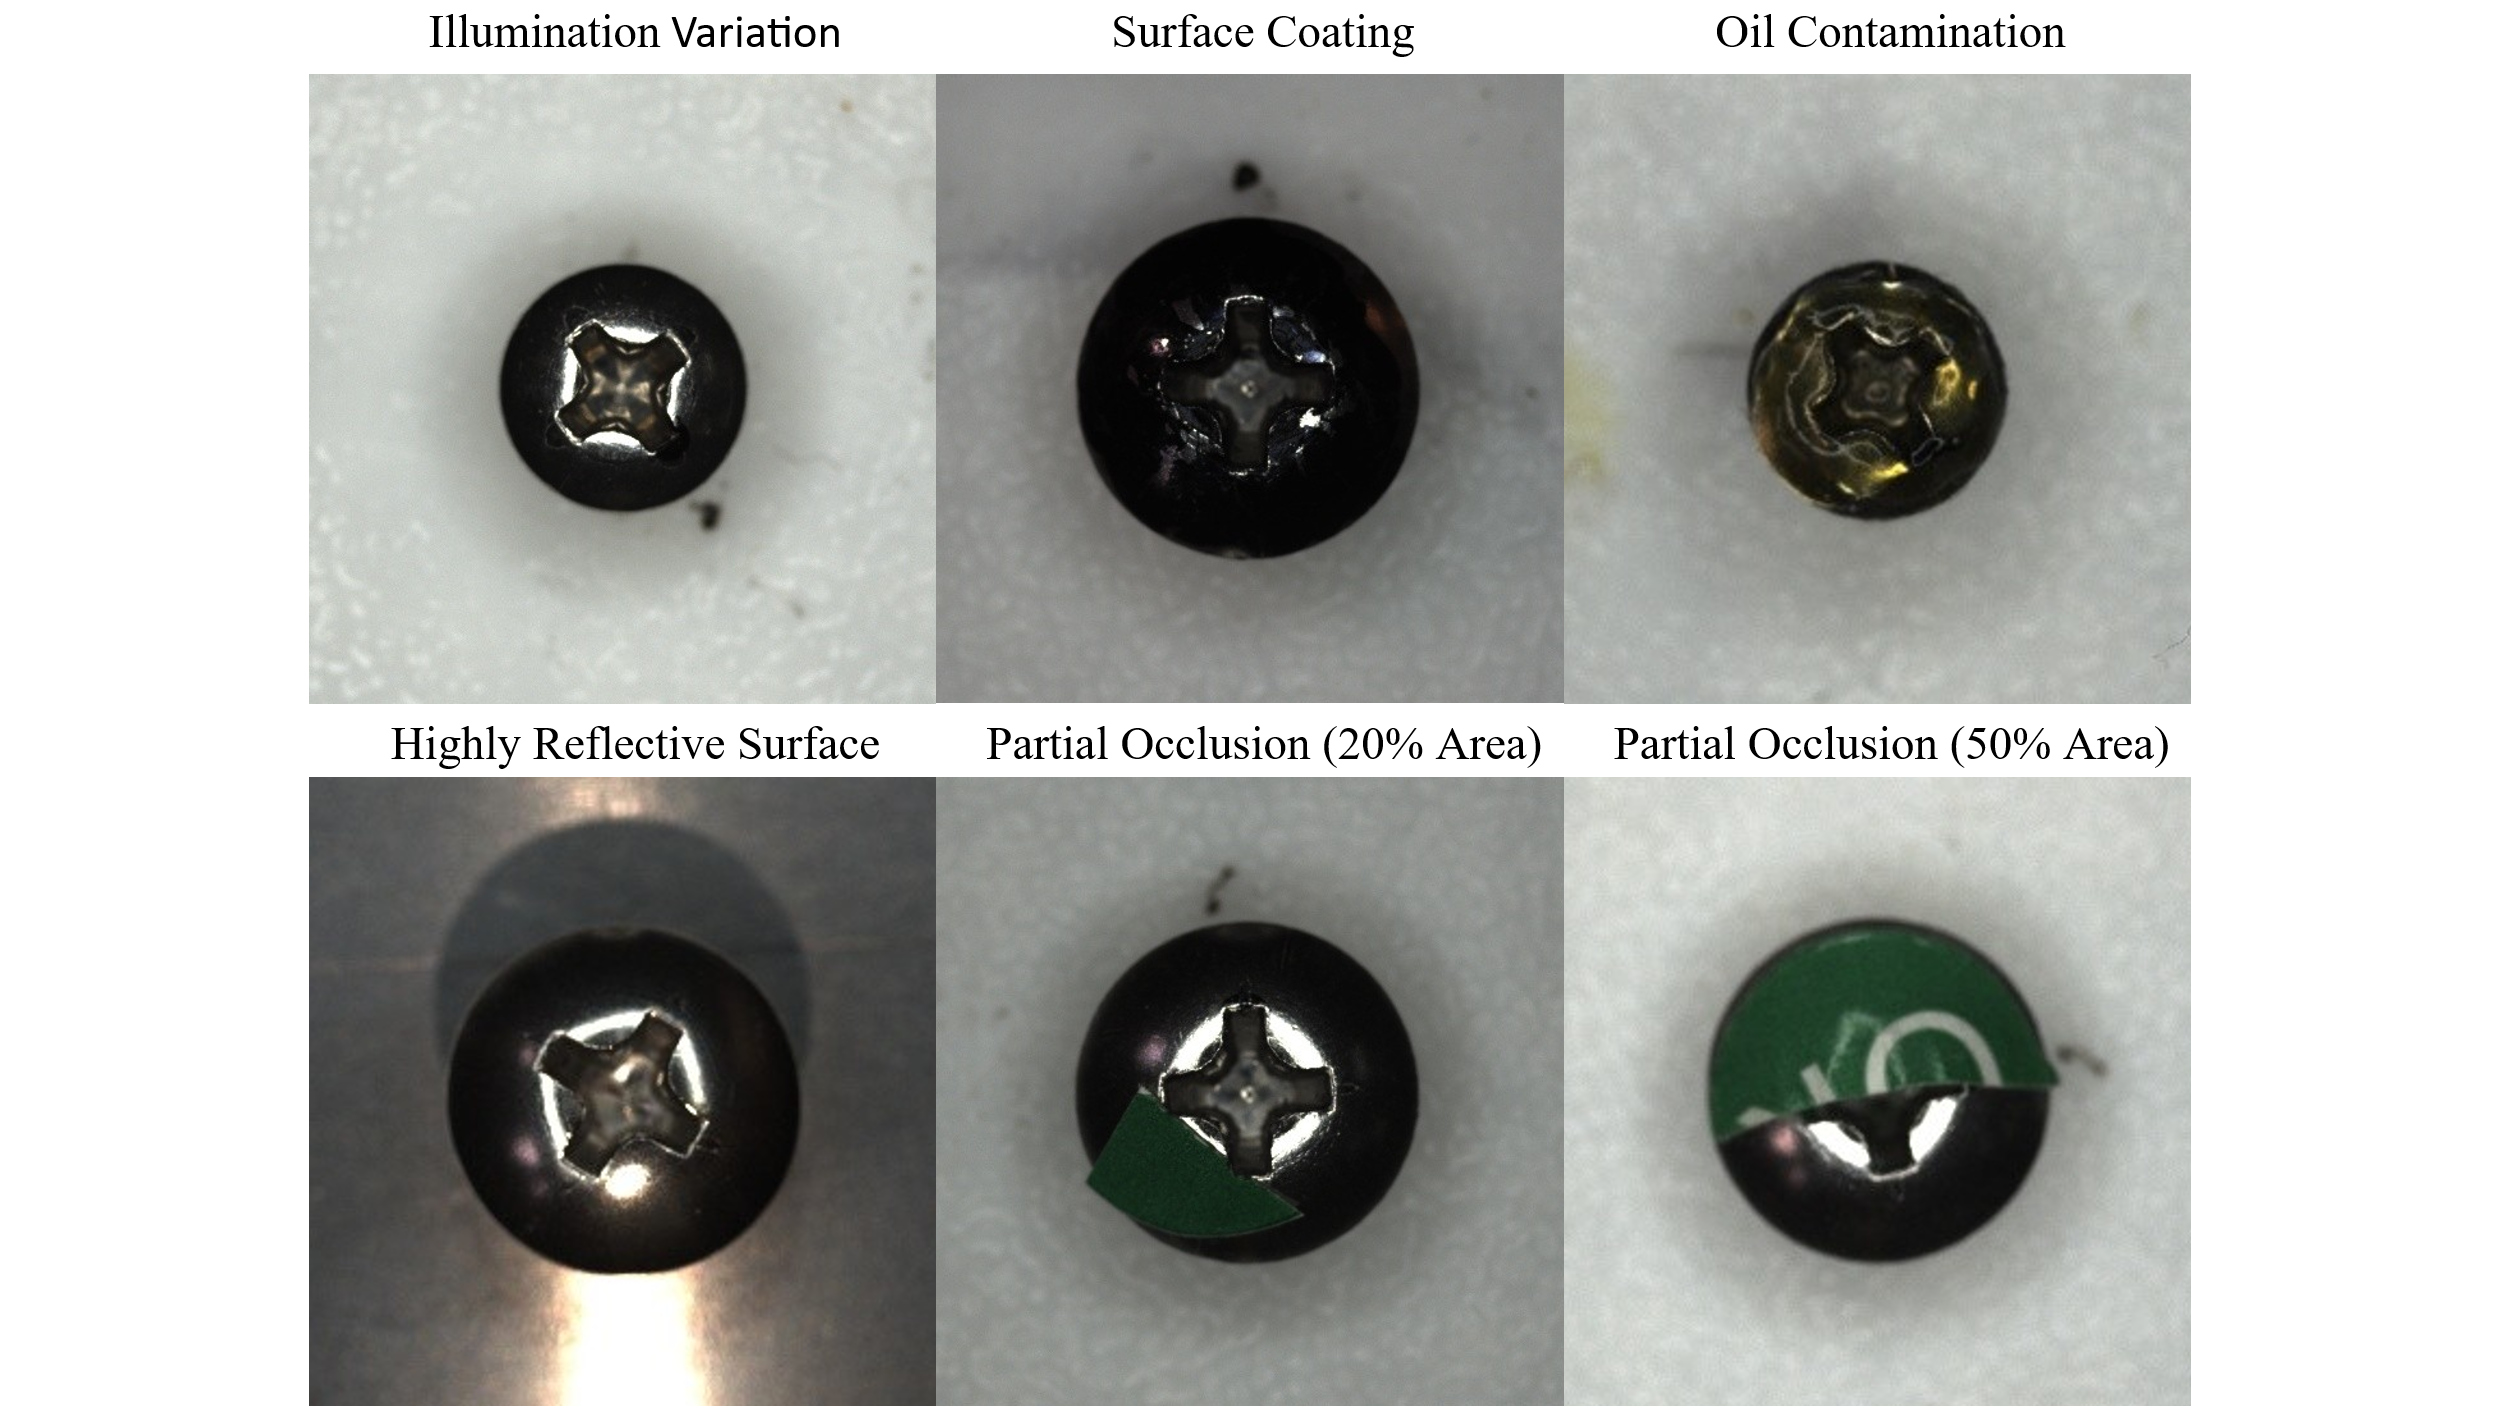 Illumination Variation
Surface Coating
Oil Contamination
Highly Reflective Surface
Partial Occlusion (20% Area)
Partial Occlusion (50% Area)